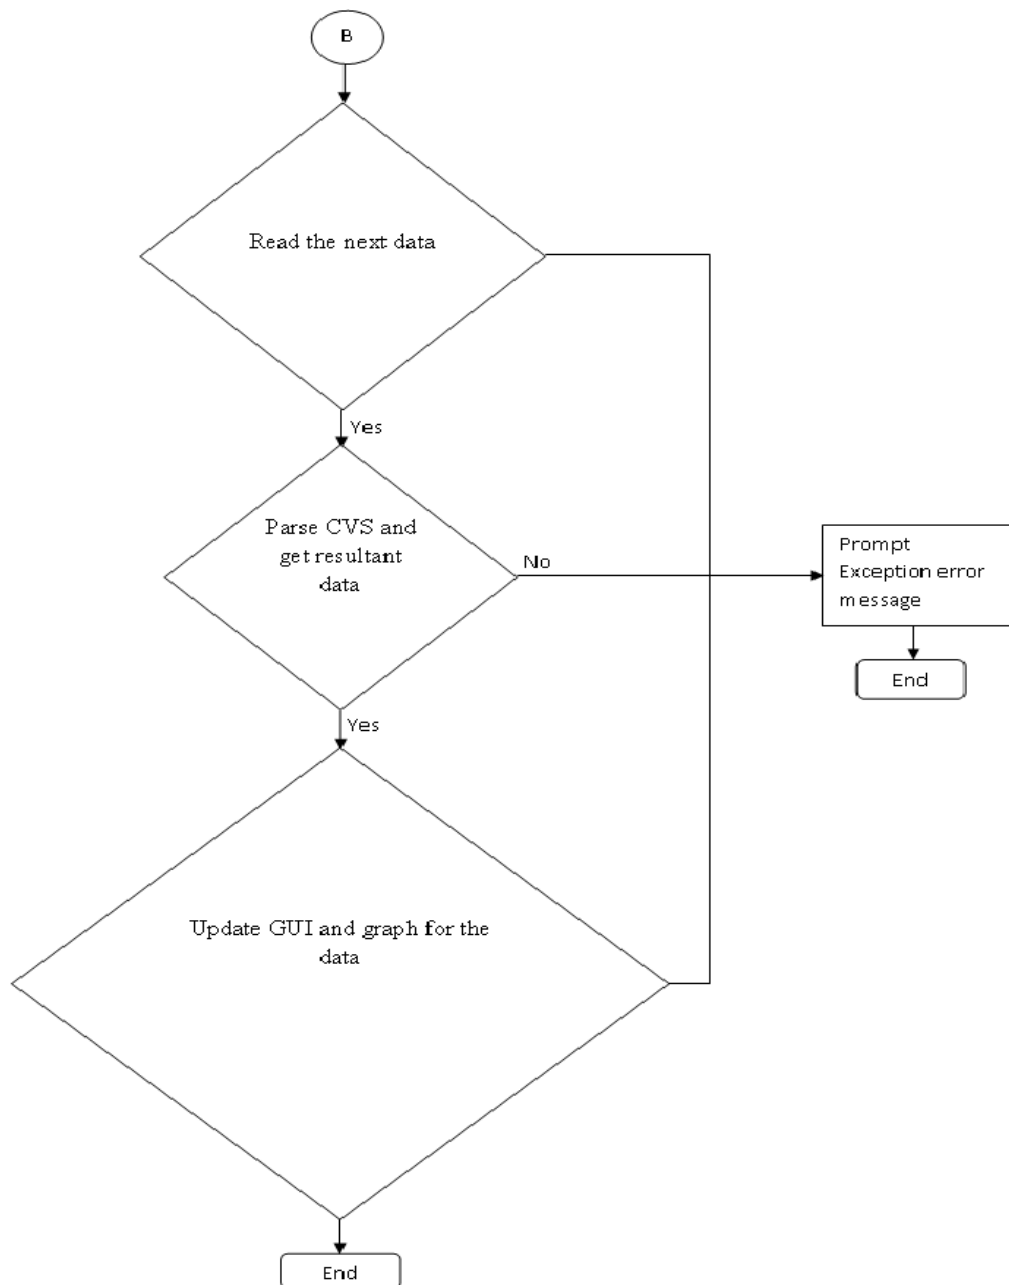 B
Read the next data
Yes
Parse CVS and
get resultant
data
No
Prompt
Exception error
message
End
Yes
Update GUI and graph for the
data
End